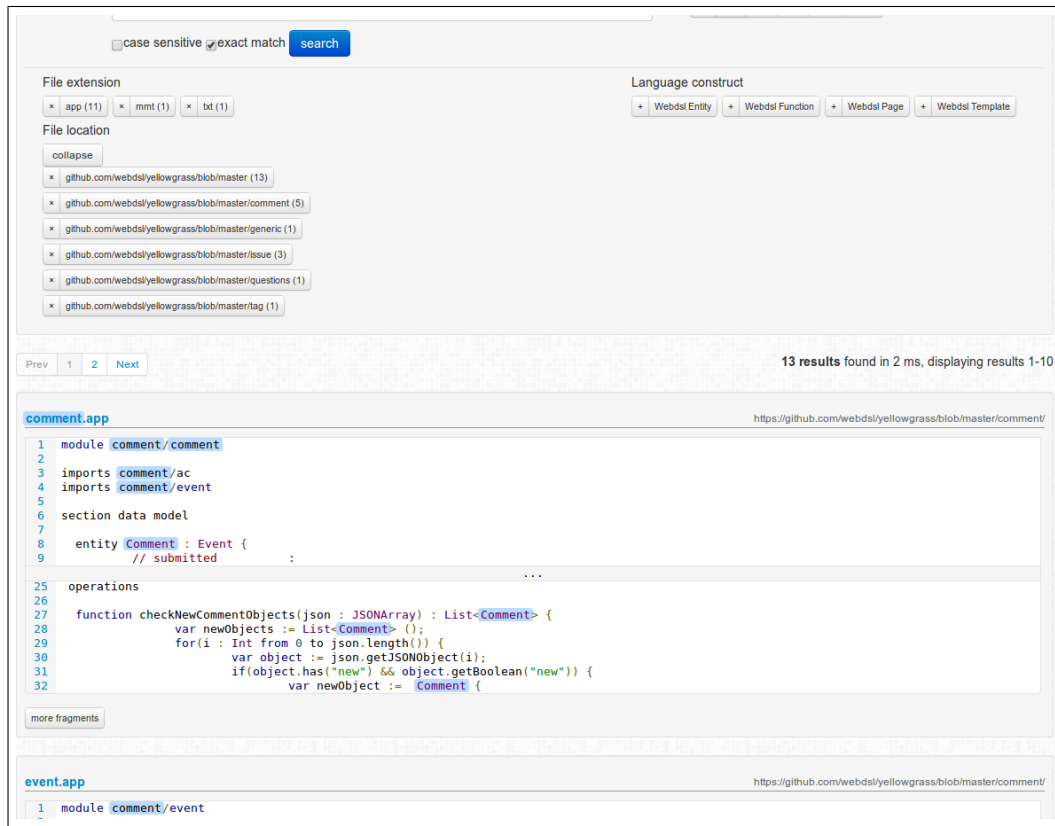 case sensitive exact match search
File extension Language construct
× app (11) × mmt (1) × txt (1) + Webdsl Entity + Webdsl Function + Webdsl Page + Webdsl Template
File location
collapse
× github.com/webdsl/yellowgrass/blob/master (13)
× github.com/webdsl/yellowgrass/blob/master/comment (5)
× github.com/webdsl/yellowgrass/blob/master/generic (1)
× github.com/webdsl/yellowgrass/blob/master/issue (3)
× github.com/webdsl/yellowgrass/blob/master/questions (1)
× github.com/webdsl/yellowgrass/blob/master/tag (1)
Prev 1 2 Next 13 results found in 2 ms, displaying results 1-10
comment.app https://github.com/webdsl/yellowgrass/blob/master/comment/
1 module comment/comment
2
3 imports comment/ac
4 imports comment/event
5
6 section data model
7
8 entity Comment : Event {
9 // submitted :
...
25 operations
26
27 function checkNewCommentObjects(json : JSONArray) : List<Comment> {
28 var newObjects := List<Comment> ();
29 for(i : Int from 0 to json.length()) {
30 var object := json.getJSONObject(i);
31 if(object.has("new") && object.getBoolean("new")) {
32 var newObject := Comment {
more fragments
event.app https://github.com/webdsl/yellowgrass/blob/master/comment/
1 module comment/event